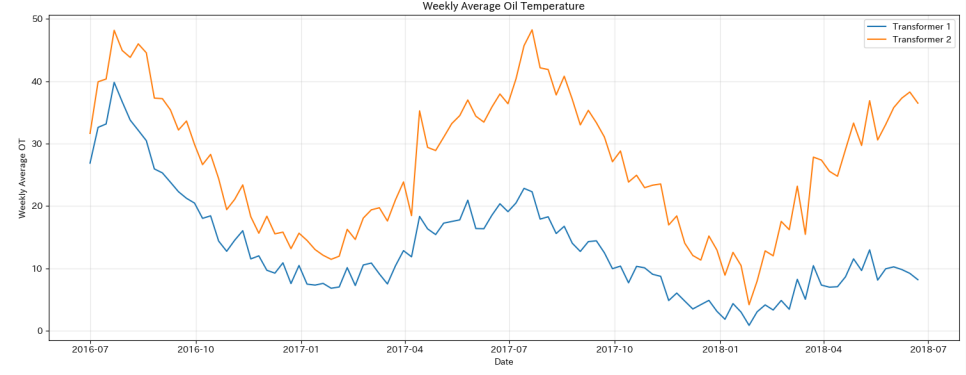 Weekly Average Oil Temperature
Transformer 1
Transformer 2
Weekly Average OT
50
40
30
20
10
0
2016-07 2016-10 2017-01 2017-04 2017-07 2017-10 2018-01 2018-04 2018-07
Date